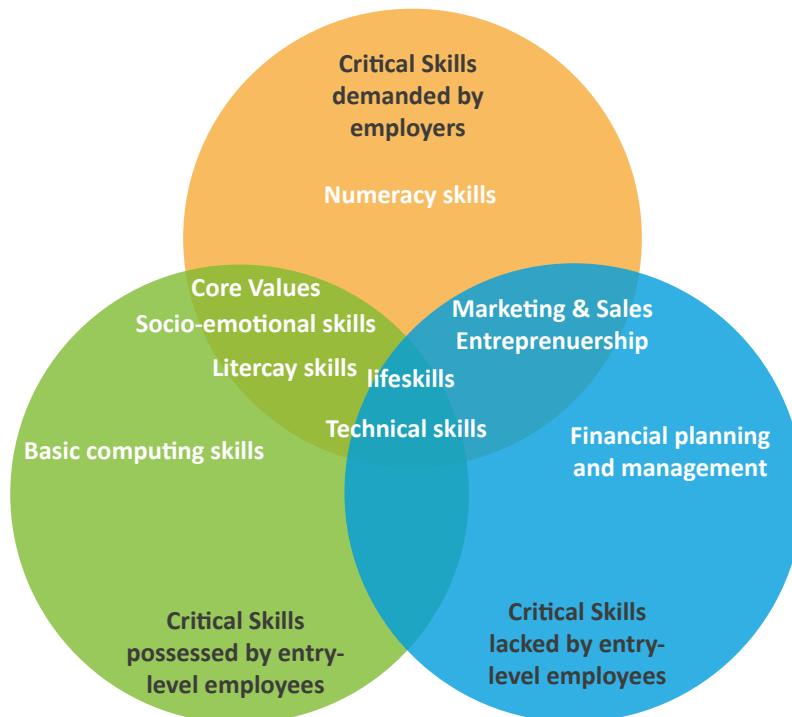 Critical Skills
demanded by
employers
Numeracy skills
Core Values
Socio-emotional skills
Litercay skills
lifeskills
Marketing & Sales
Entreprenuership
Technical skills
Basic computing skills
Financial planning
and management
Critical Skills
possessed by entry-
level employees
Critical Skills
lacked by entry-
level employees